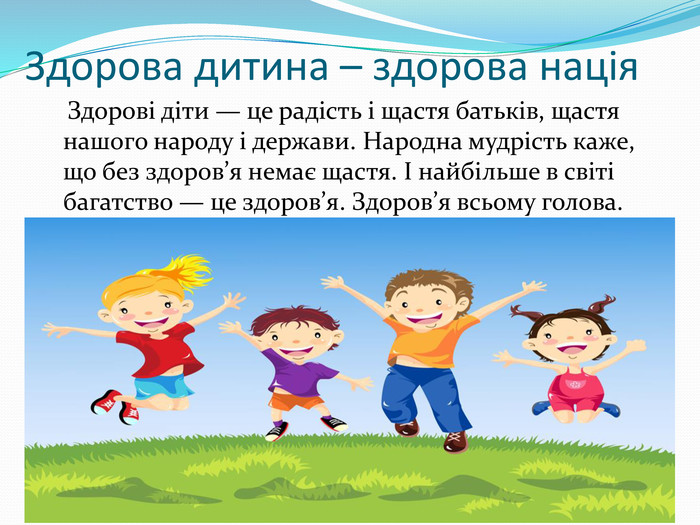 Здорова дитина – здорова нація
Здорові діти — це радість і щастя батьків, щастя
нашого народу і держави. Народна мудрість каже,
що без здоров’я немає щастя. І найбільше в світі
багатство — це здоров’я. Здоров’я всьому голова.